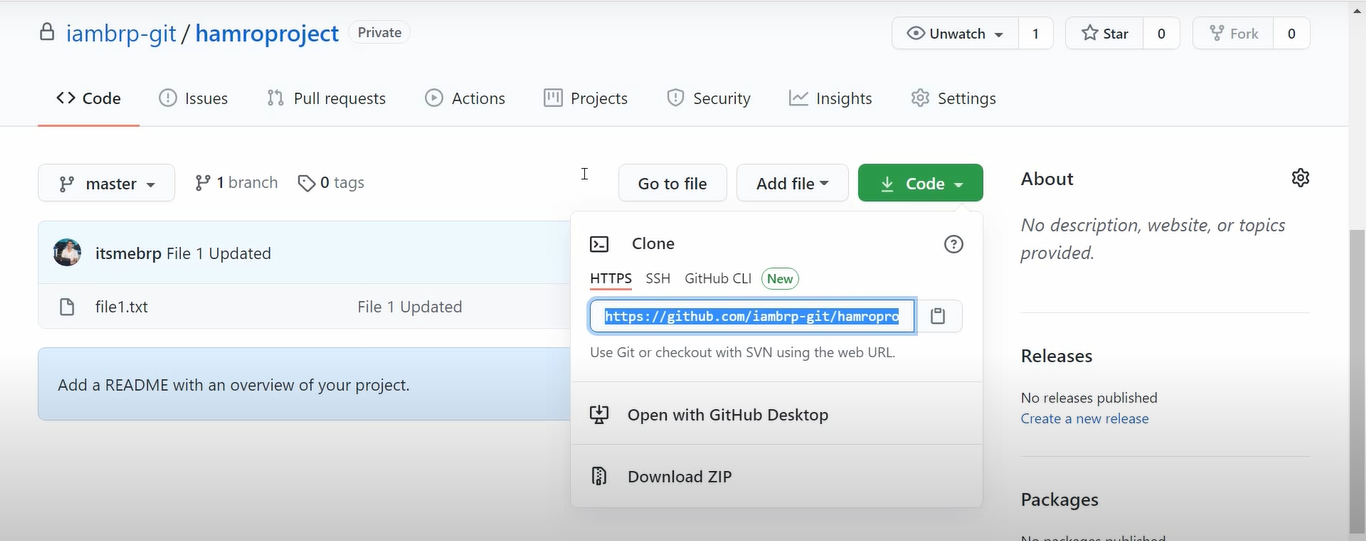 iambrp-git / hamroproject Private
Unwatch 1 Star 0 Fork 0
Code Issues Pull requests Actions Projects Security Insights Settings
master 1 branch 0 tags Go to file Add file Code
itsmebrp File 1 Updated
file1.txt File 1 Updated
Add a README with an overview of your project.
Clone
HTTPS SSH GitHub CLI New
https://github.com/iambrp-git/hamropro
Use Git or checkout with SVN using the web URL.
Open with GitHub Desktop
Download ZIP
About
No description, website, or topics
provided.
Releases
No releases published
Create a new release
Packages
No packages published